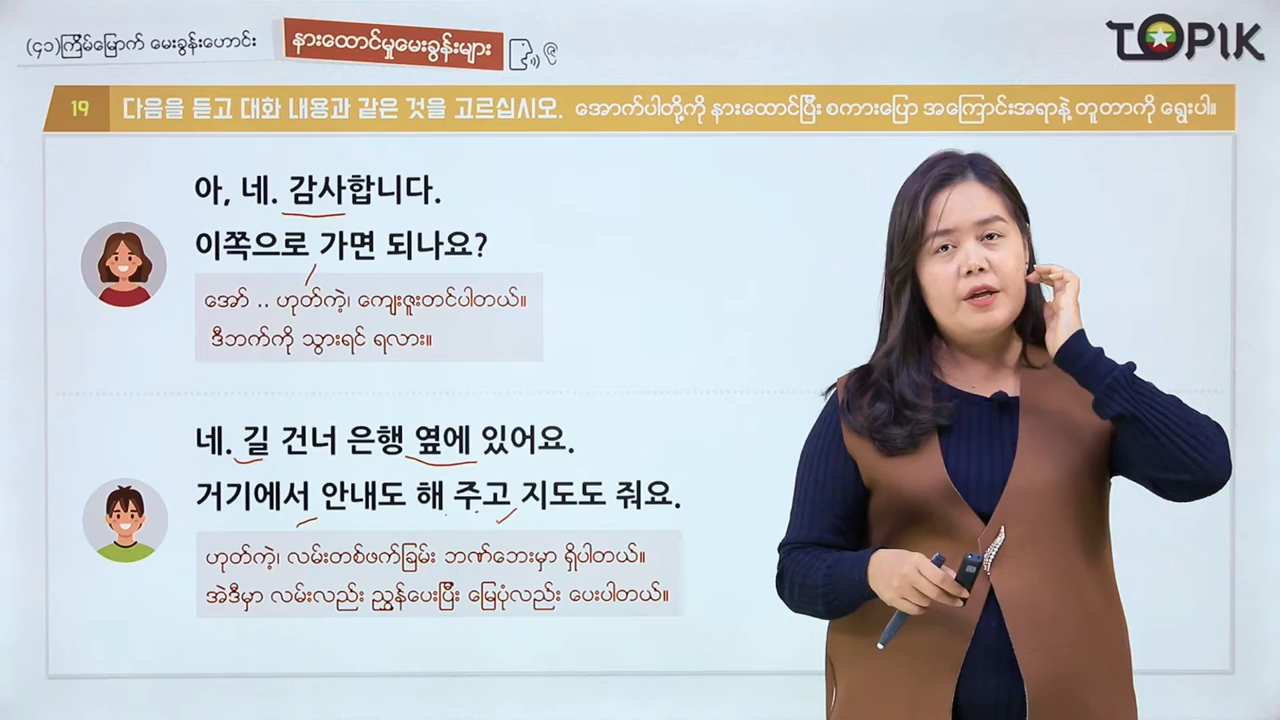 (၄၁)ကြိမ်မြောက် မေးခွန်းဟောင်း
နားထောင်မှုမေးခွန်းများ
၉
TOPIK
19 다음을 듣고 대화 내용과 같은 것을 고르십시오. အောက်ပါတို့ကို နားထောင်ပြီး စကားပြော အကြောင်းအရာနဲ့ တူတာကို ရွေးပါ။
아, 네. 감사합니다.
이쪽으로 가면 되나요?
အော် .. ဟုတ်ကဲ့၊ ကျေးဇူးတင်ပါတယ်။
ဒီဘက်ကို သွားရင် ရလား။
네. 길 건너 은행 옆에 있어요.
거기에서 안내도 해 주고 지도도 줘요.
ဟုတ်ကဲ့၊ လမ်းတစ်ဖက်ခြမ်း ဘဏ်ဘေးမှာ ရှိပါတယ်။
အဲဒီမှာ လမ်းလည်း ညွှန်ပေးပြီး မြေပုံလည်း ပေးပါတယ်။